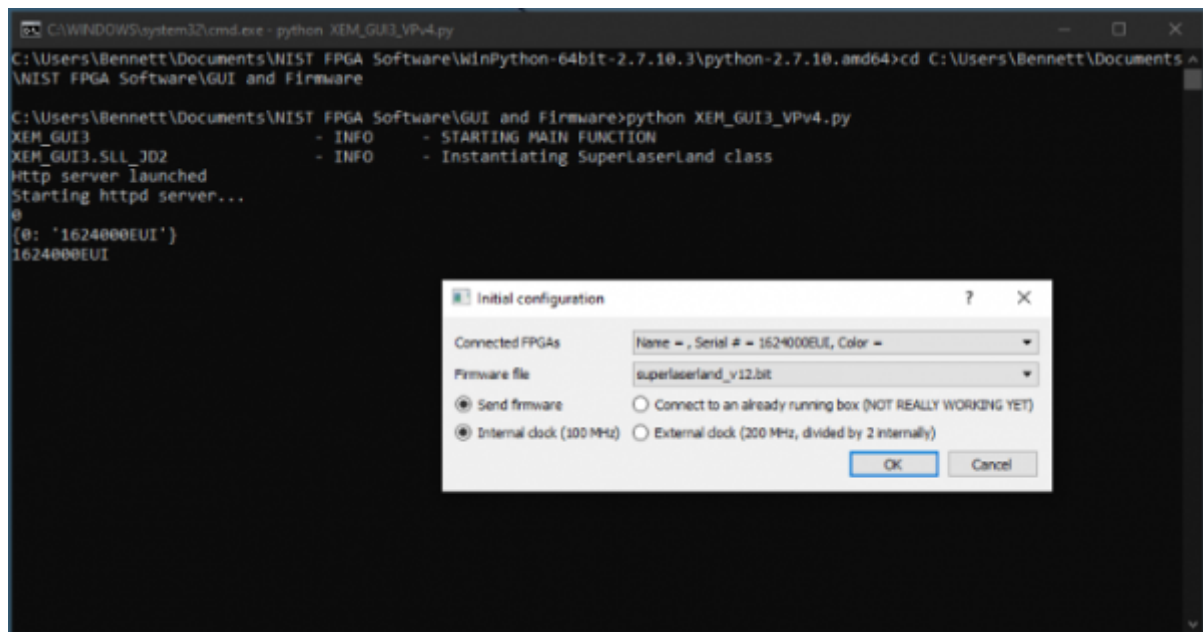 C:\WINDOWS\system32\cmd.exe - python XEM_GUI3_VPv4.py
C:\Users\Bennett\Documents\NIST FPGA Software\WinPython-64bit-2.7.10.3\python-2.7.10.amd64>cd C:\Users\Bennett\Documents
\NIST FPGA Software\GUI and Firmware
C:\Users\Bennett\Documents\NIST FPGA Software\GUI and Firmware>python XEM_GUI3_VPv4.py
XEM_GUI3 - INFO - STARTING MAIN FUNCTION
XEM_GUI3.SLL_JD2 - INFO - Instantiating SuperLaserLand class
Http server launched
Starting httpd server...
0
{0: '1624000EUI'}
1624000EUI
Initial configuration
Connected FPGAs Name = , Serial # = 1624000EUI, Color =
Firmware file superlaserland_v12.bit
Send firmware Connect to an already running box (NOT REALLY WORKING YET)
Internal clock (100 MHz) External clock (200 MHz, divided by 2 internally)
OK Cancel